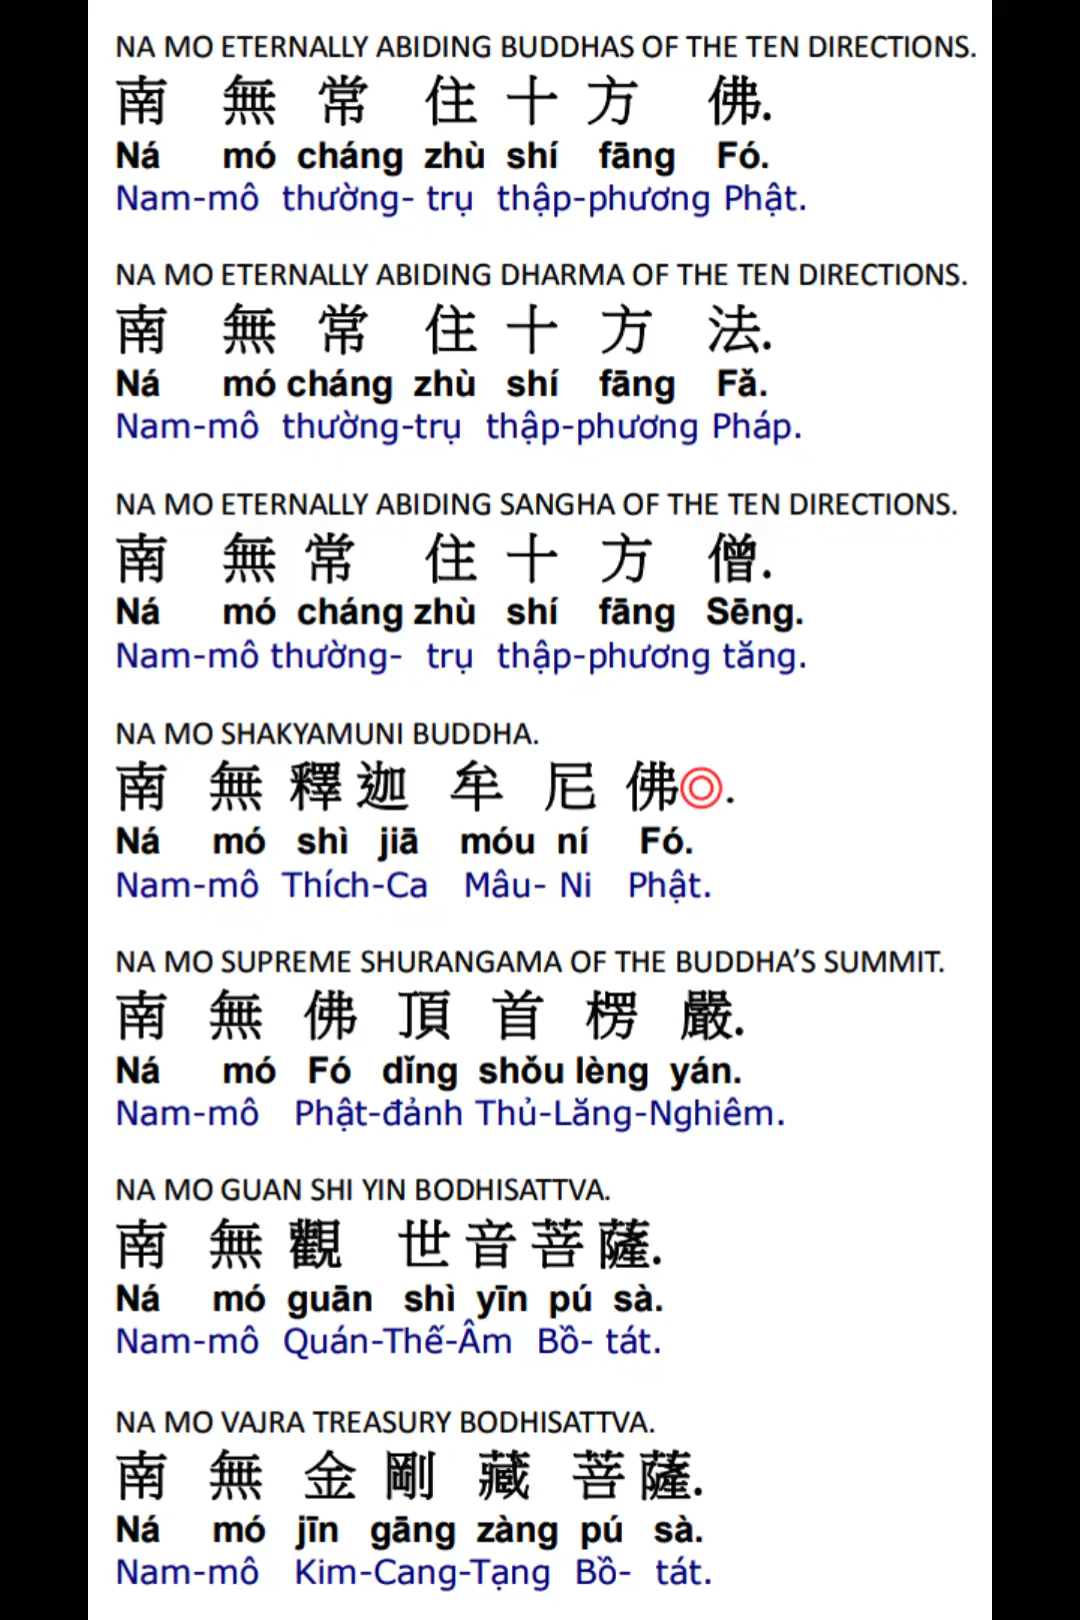 NA MO ETERNALLY ABIDING BUDDHAS OF THE TEN DIRECTIONS.
南 無 常 住 十 方 佛.
Ná mó cháng zhù shí fāng Fó.
Nam-mô thường- trụ thập-phương Phật.
NA MO ETERNALLY ABIDING DHARMA OF THE TEN DIRECTIONS.
南 無 常 住 十 方 法.
Ná mó cháng zhù shí fāng Fǎ.
Nam-mô thường-trụ thập-phương Pháp.
NA MO ETERNALLY ABIDING SANGHA OF THE TEN DIRECTIONS.
南 無 常 住 十 方 僧.
Ná mó cháng zhù shí fāng Sēng.
Nam-mô thường- trụ thập-phương tăng.
NA MO SHAKYAMUNI BUDDHA.
南 無 釋 迦 牟 尼 佛◎.
Ná mó shì jiā móu ní Fó.
Nam-mô Thích-Ca Mâu- Ni Phật.
NA MO SUPREME SHURANGAMA OF THE BUDDHA’S SUMMIT.
南 無 佛 頂 首 楞 嚴.
Ná mó Fó dǐng shǒu lèng yán.
Nam-mô Phật-đảnh Thủ-Lăng-Nghiêm.
NA MO GUAN SHI YIN BODHISATTVA.
南 無 觀 世 音 菩 薩.
Ná mó guān shì yīn pú sà.
Nam-mô Quán-Thế-Âm Bồ- tát.
NA MO VAJRA TREASURY BODHISATTVA.
南 無 金 剛 藏 菩 薩.
Ná mó jīn gāng zàng pú sà.
Nam-mô Kim-Cang-Tạng Bồ- tát.